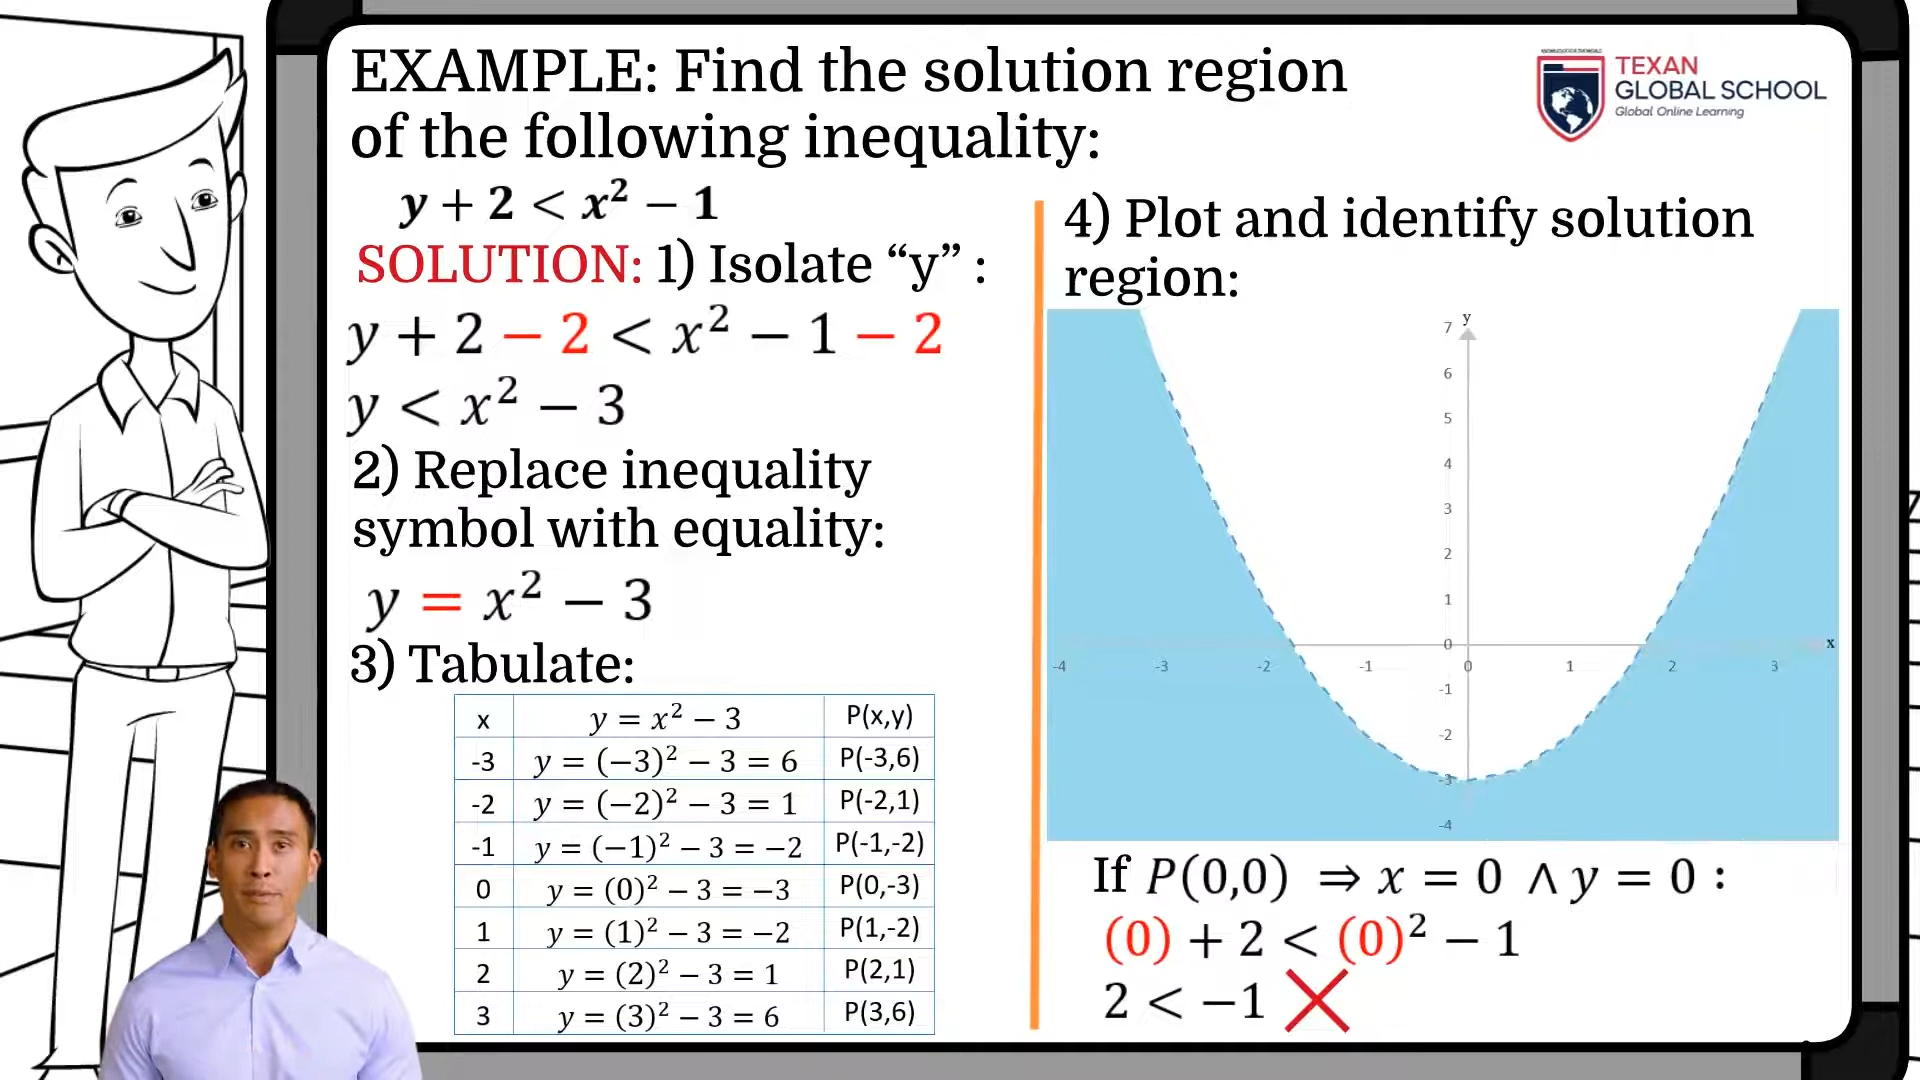 EXAMPLE: Find the solution region
of the following inequality:
y + 2 < x² − 1
SOLUTION: 1) Isolate “y” :
y + 2 − 2 < x² − 1 − 2
y < x² − 3
2) Replace inequality
symbol with equality:
y = x² − 3
3) Tabulate:
x y = x² − 3 P(x,y)
-3 y = (−3)² − 3 = 6 P(-3,6)
-2 y = (−2)² − 3 = 1 P(-2,1)
-1 y = (−1)² − 3 = −2 P(-1,-2)
0 y = (0)² − 3 = −3 P(0,-3)
1 y = (1)² − 3 = −2 P(1,-2)
2 y = (2)² − 3 = 1 P(2,1)
3 y = (3)² − 3 = 6 P(3,6)
TEXAN
GLOBAL SCHOOL
Global Online Learning
4) Plot and identify solution
region:
y
7
6
5
4
3
2
1
0
x
-4 -3 -2 -1 0 1 2 3
-1
-2
-3
-4
If P(0,0) ⇒ x = 0 ∧ y = 0 :
(0) + 2 < (0)² − 1
2 < −1